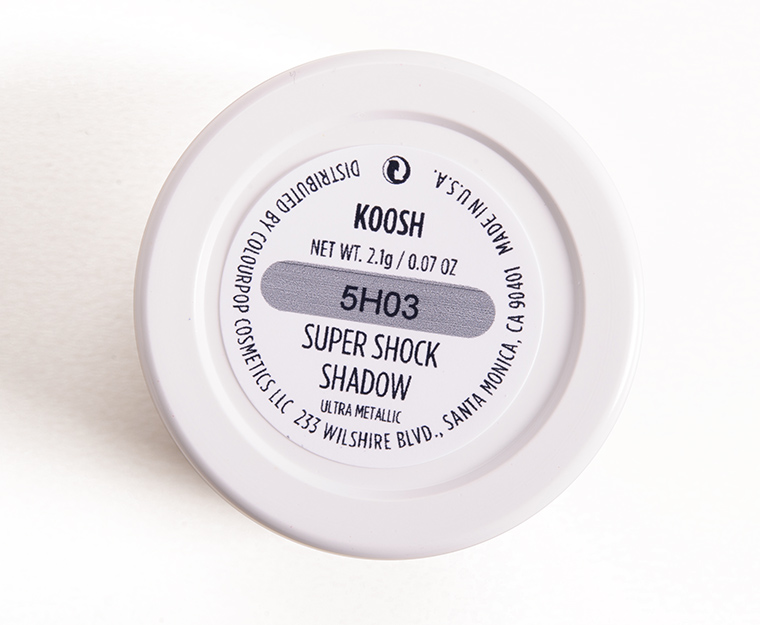 KOOSH
NET WT. 2.1g / 0.07 OZ
5H03
SUPER SHOCK
SHADOW
ULTRA METALLIC
DISTRIBUTED BY COLOURPOP COSMETICS LLC 233 WILSHIRE BLVD., SANTA MONICA, CA 90401 MADE IN U.S.A.